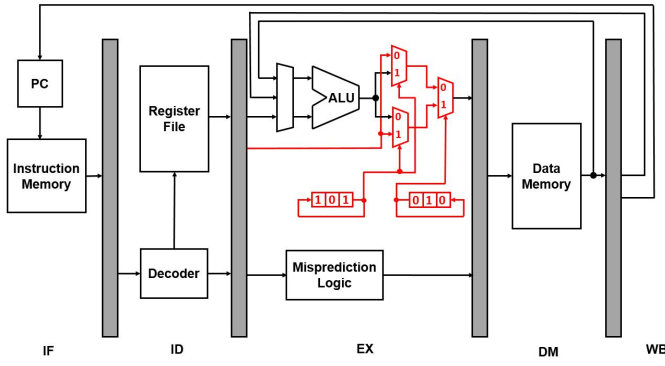 PC
Instruction
Memory
Register
File
Decoder
ALU
0
1
0
1
0
1
1 0 1
0 1 0
Misprediction
Logic
Data
Memory
IF
ID
EX
DM
WB